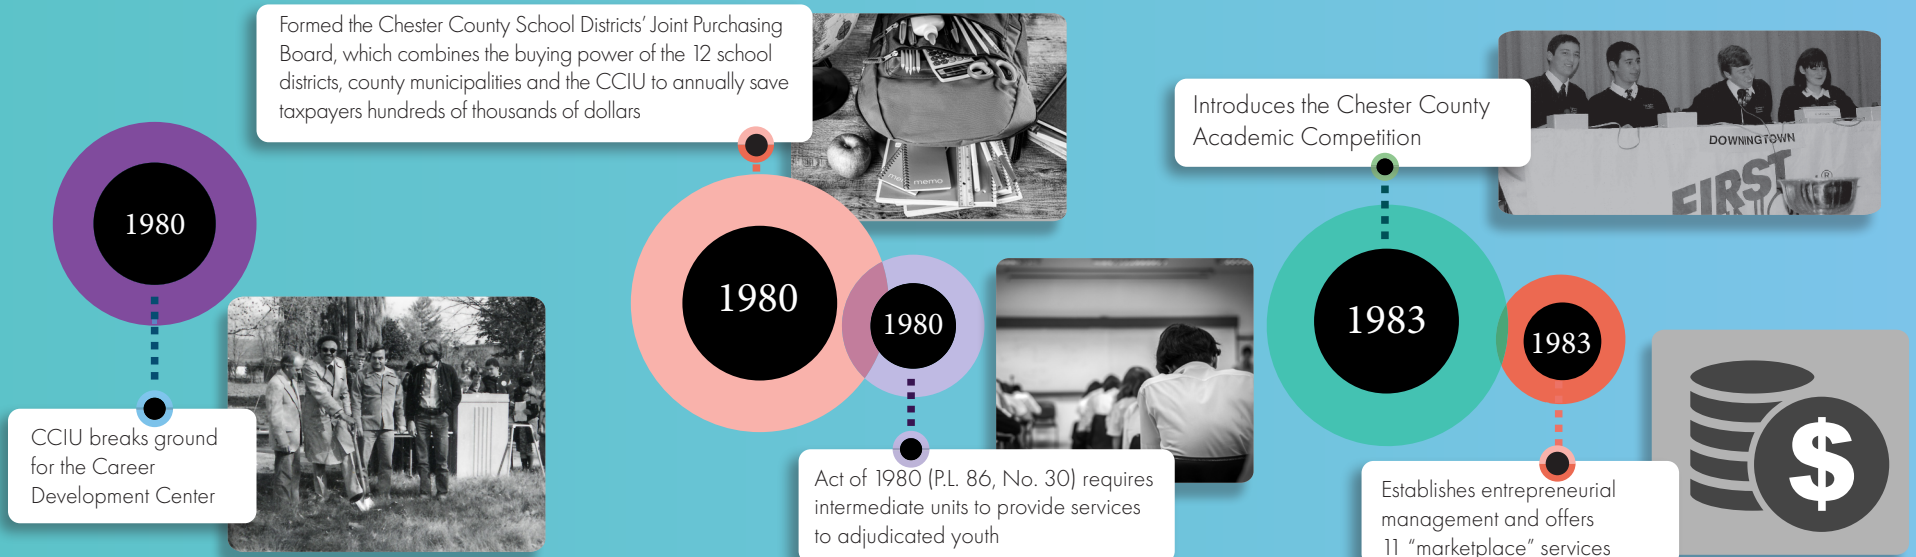 1980
CCIU breaks ground
for the Career
Development Center
Formed the Chester County School Districts' Joint Purchasing
Board, which combines the buying power of the 12 school
districts, county municipalities and the CCIU to annually save
taxpayers hundreds of thousands of dollars
memo
1980
1980
Act of 1980 (P.L. 86, No. 30) requires
intermediate units to provide services
to adjudicated youth
Introduces the Chester County
Academic Competition
DOWNINGTOWN
FIRST
®
1983
1983
Establishes entrepreneurial
management and offers
11 “marketplace” services
$